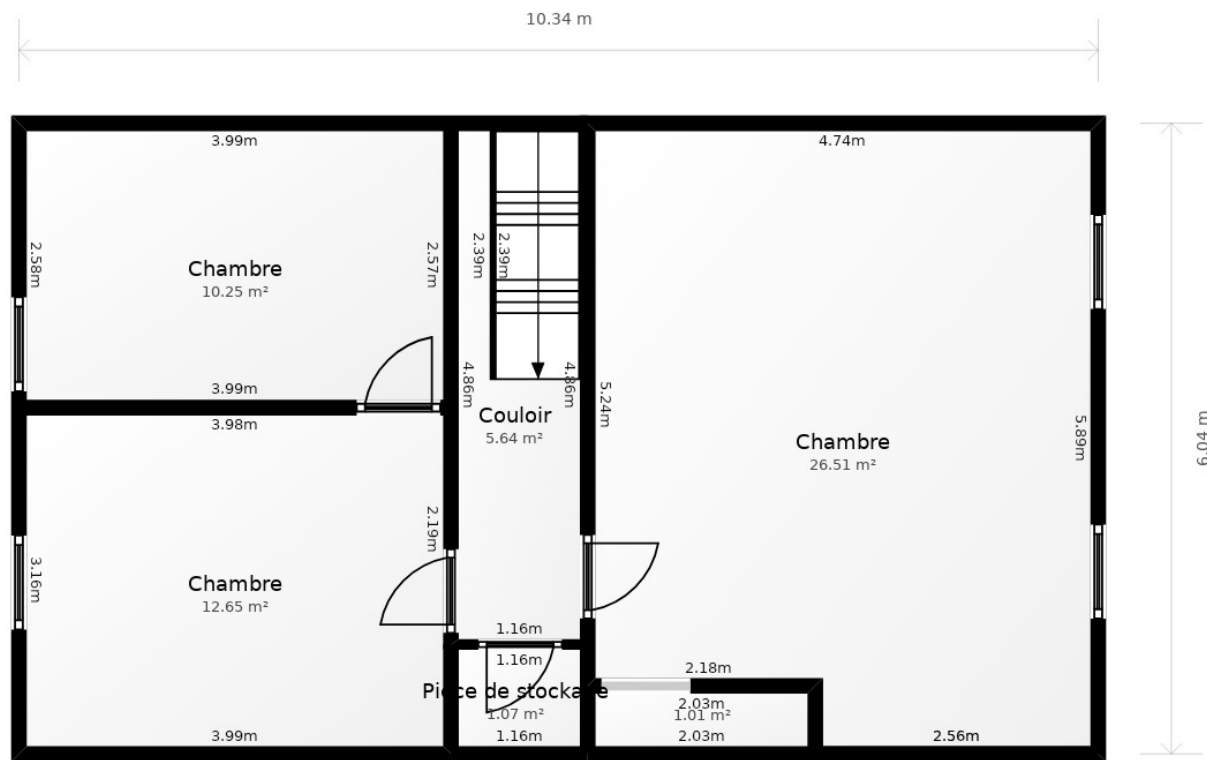 10.34 m
3.99m
4.74m
2.58m
2.57m
2.39m
2.39m
Chambre
10.25 m²
3.99m
3.98m
4.86m
4.86m
5.24m
Couloir
5.64 m²
Chambre
26.51 m²
5.89m
6.04 m
2.19m
3.16m
Chambre
12.65 m²
1.16m
1.16m
2.18m
Pièce de stockage
1.07 m²
2.03m
1.01 m²
3.99m
1.16m
2.03m
2.56m